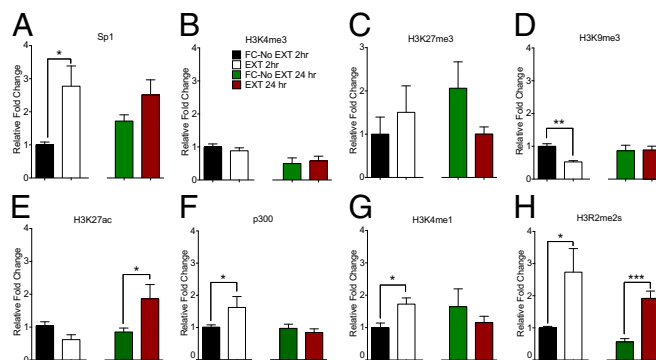 A
Sp1
Relative Fold Change
4
3
2
1
0
*
B
H3K4me3
Relative Fold Change
4
3
2
1
0
FC-No EXT 2hr
EXT 2hr
FC-No EXT 24 hr
EXT 24 hr
C
H3K27me3
Relative Fold Change
3
2
1
0
D
H3K9me3
Relative Fold Change
4
3
2
1
0
**
E
H3K27ac
Relative Fold Change
4
3
2
1
0
*
F
p300
Relative Fold Change
4
3
2
1
0
*
G
H3K4me1
Relative Fold Change
4
3
2
1
0
*
H
H3R2me2s
Relative Fold Change
4
3
2
1
0
*
***